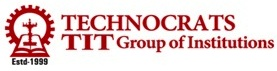 TECHNOCRATS
TIT Group of Institutions
Estd-1999